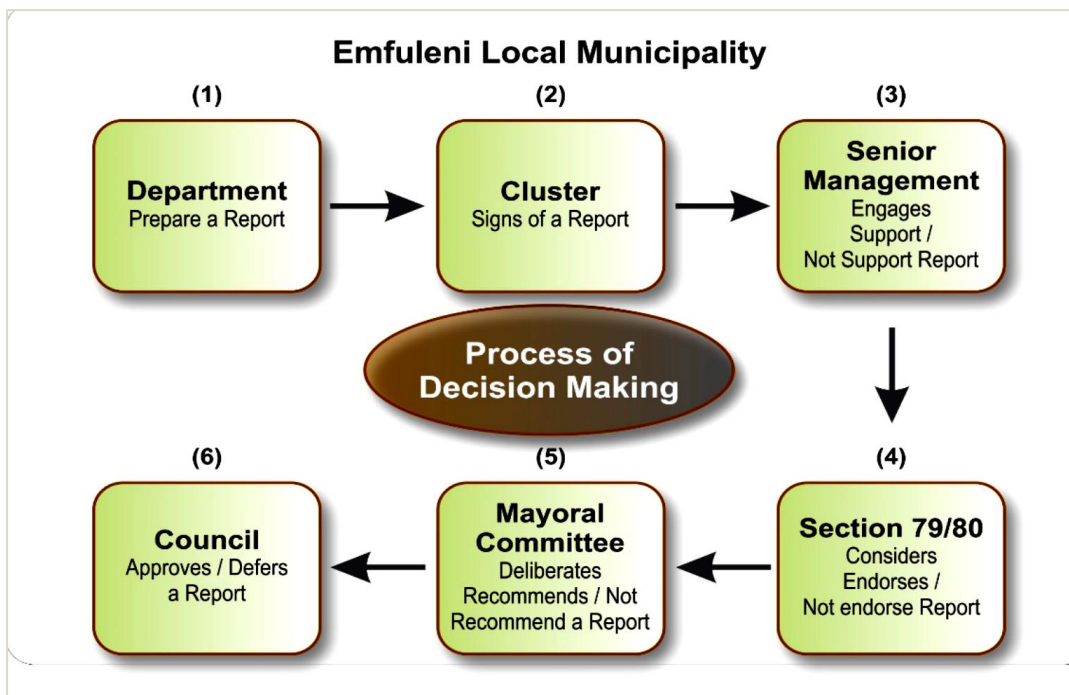 Emfuleni Local Municipality
(1)
Department
Prepare a Report
(2)
Cluster
Signs of a Report
(3)
Senior
Management
Engages
Support /
Not Support Report
Process of
Decision Making
(4)
Section 79/80
Considers
Endorses /
Not endorse Report
(5)
Mayoral
Committee
Deliberates
Recommends / Not
Recommend a Report
(6)
Council
Approves / Defers
a Report